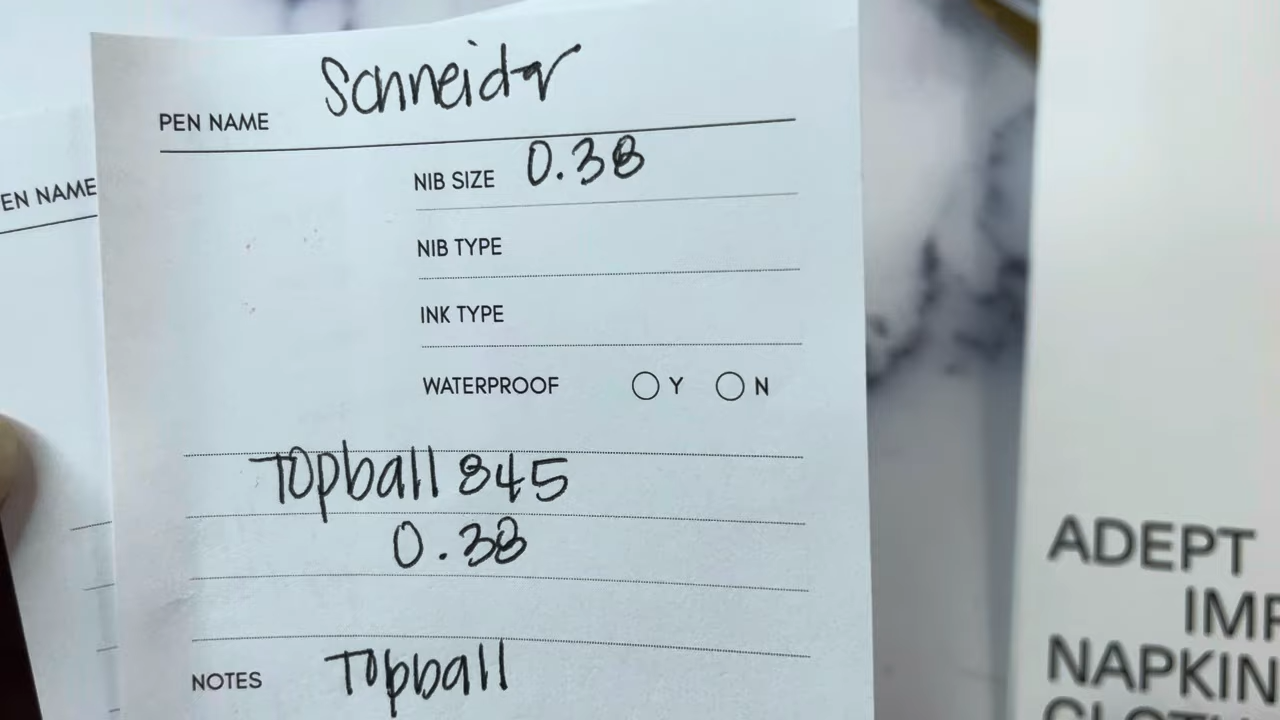 PEN NAME Schneider
NIB SIZE 0.38
NIB TYPE
INK TYPE
WATERPROOF Y N
Topball 845
0.38
NOTES Topball
EN NAME
ADEPT
IMP
NAPKIN